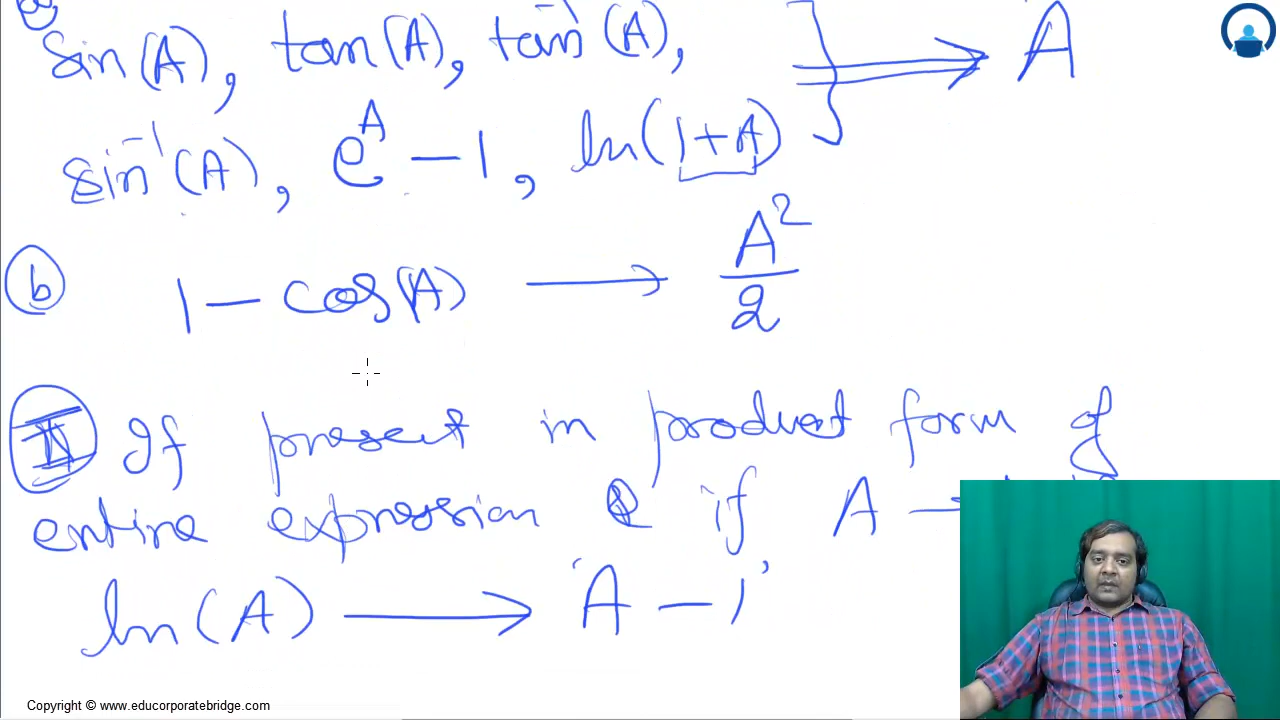 a
sin(A), tan(A), tan⁻¹(A),
sin⁻¹(A), e^A − 1, ln(1+A) ⟹ A
b 1 − cos(A) ⟶ A²/2
II If present in product form of
entire expression & if A →
ln(A) ⟶ 'A − 1'
Copyright © www.educorporatebridge.com